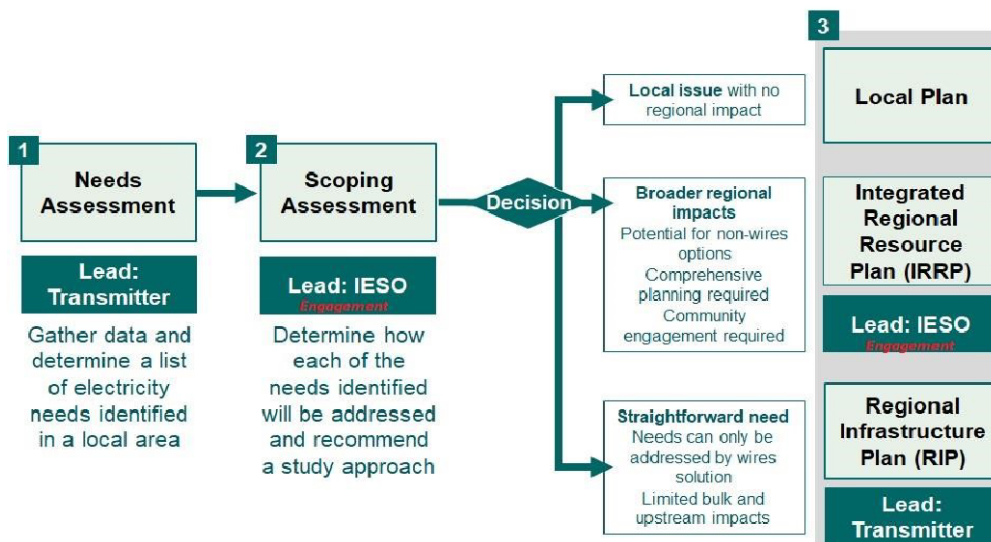 1
Needs
Assessment
Lead:
Transmitter
Gather data and
determine a list
of electricity
needs identified
in a local area
2
Scoping
Assessment
Lead: IESO
Engagement
Determine how
each of the
needs identified
will be addressed
and recommend
a study approach
Decision
Local issue with no
regional impact
Broader regional
impacts
Potential for non-wires
options
Comprehensive
planning required
Community
engagement required
Straightforward need
Needs can only be
addressed by wires
solution
Limited bulk and
upstream impacts
3
Local Plan
Integrated
Regional
Resource
Plan (IRRP)
Lead: IESO
Engagement
Regional
Infrastructure
Plan (RIP)
Lead:
Transmitter